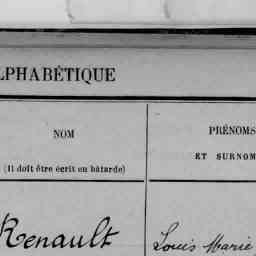 LPHABÉTIQUE
NOM
PRÉNOMS
ET SURNOM
(Il doit être écrit en bâtarde)
Renault
Louis Marie